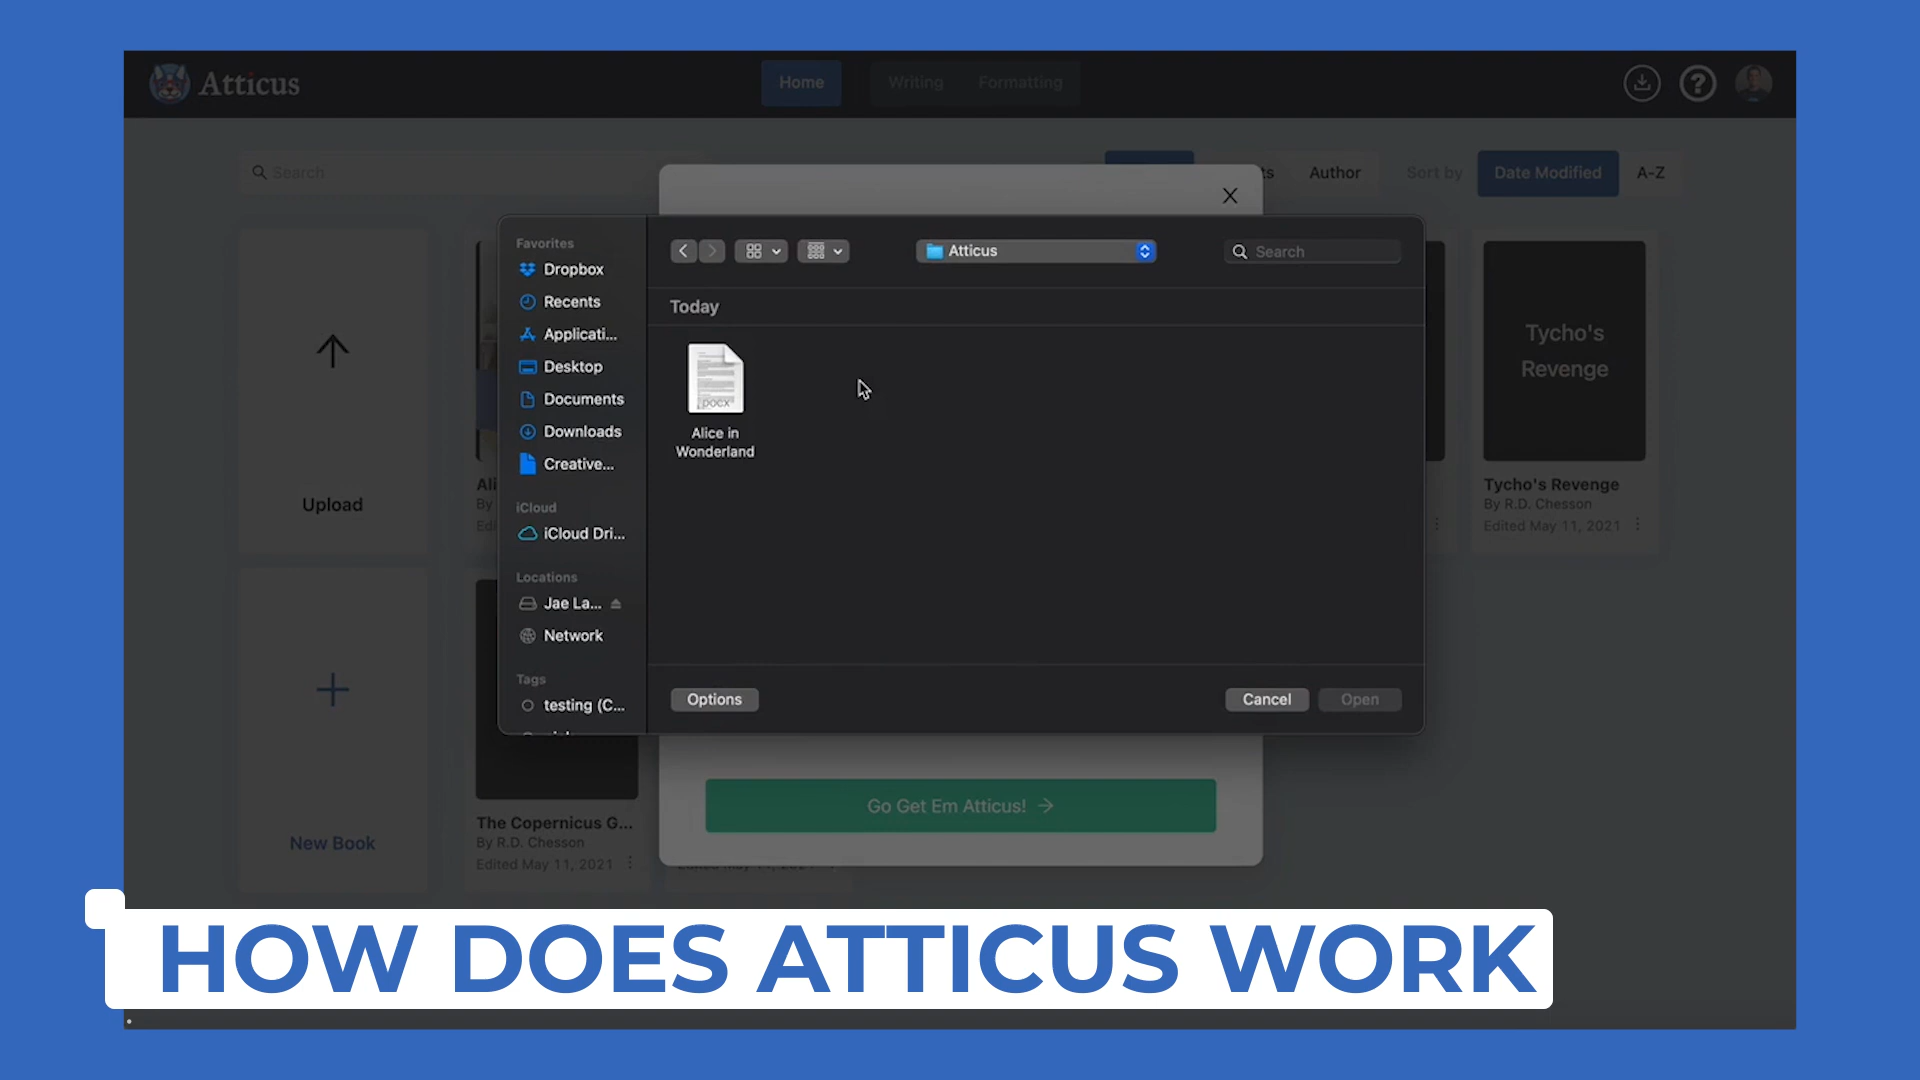 Atticus
Home
Writing
Formatting
?
Search
Author
Sort by
Date Modified
A-Z
Favorites
Dropbox
Recents
Applicati...
Desktop
Documents
Downloads
Creative...
iCloud
iCloud Dri...
Locations
Jae La...
Network
Tags
testing (C...
Atticus
Search
Today
DOCX
Alice in
Wonderland
Options
Cancel
Open
Upload
New Book
Tycho's
Revenge
Tycho's Revenge
By R.D. Chesson
Edited May 11, 2021
The Copernicus G...
By R.D. Chesson
Edited May 11, 2021
Go Get Em Atticus!
HOW DOES ATTICUS WORK